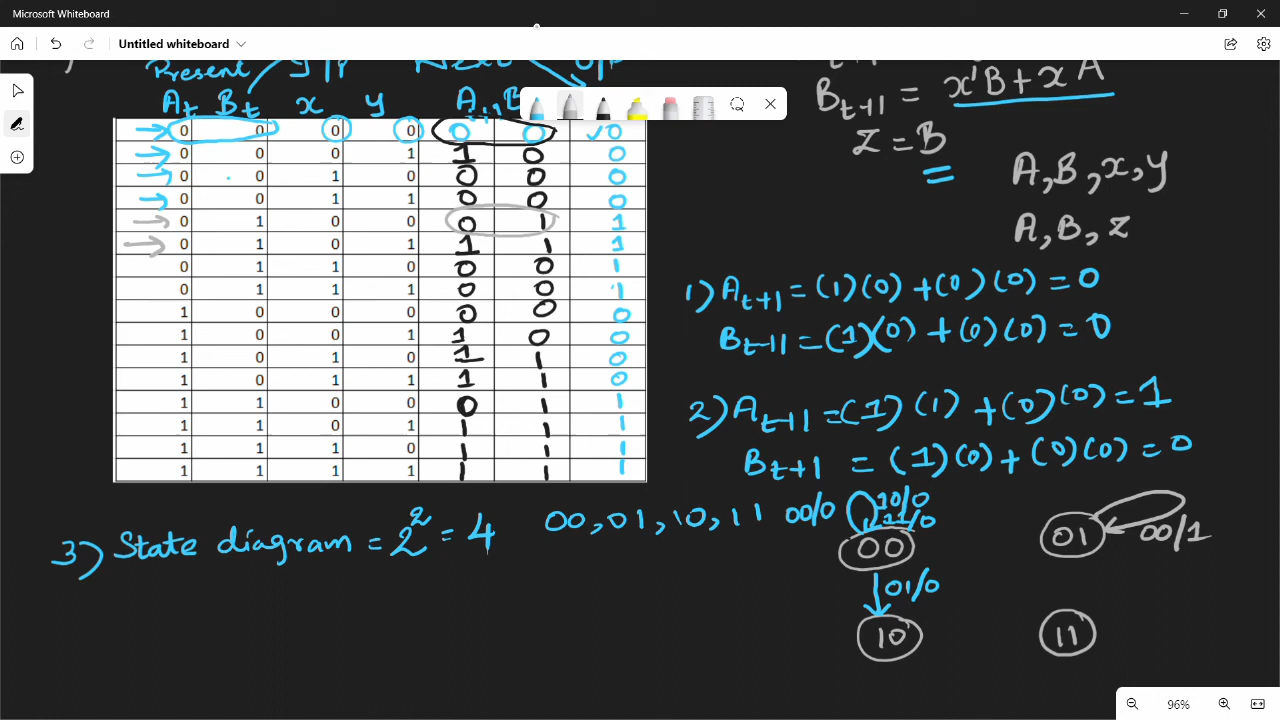 Microsoft Whiteboard
Untitled whiteboard
Present
At Bt x y At+1 B
0 0 0 0 0 0 0
0 0 0 1 1 0 0
0 0 1 0 0 0 0
0 0 1 1 0 0 0
0 1 0 0 0 1 1
0 1 0 1 1 1 1
0 1 1 0 0 0 1
0 1 1 1 0 0 1
1 0 0 0 0 0 0
1 0 0 1 1 0 0
1 0 1 0 1 1 0
1 0 1 1 1 1 0
1 1 0 0 0 1 1
1 1 0 1 1 1 1
1 1 1 0 1 1 1
1 1 1 1 1 1 1
Bt+1 = x'B + xA
z = B
A, B, x, y
A, B, z
1) At+1 = (1)(0) + (0)(0) = 0
Bt+1 = (1)(0) + (0)(0) = 0
2) At+1 = (1)(1) + (0)(0) = 1
Bt+1 = (1)(0) + (0)(0) = 0
3) State diagram = 2² = 4 00, 01, 10, 11
00/0 10/0
11/0
00
01/0
10
01 00/1
11
96%